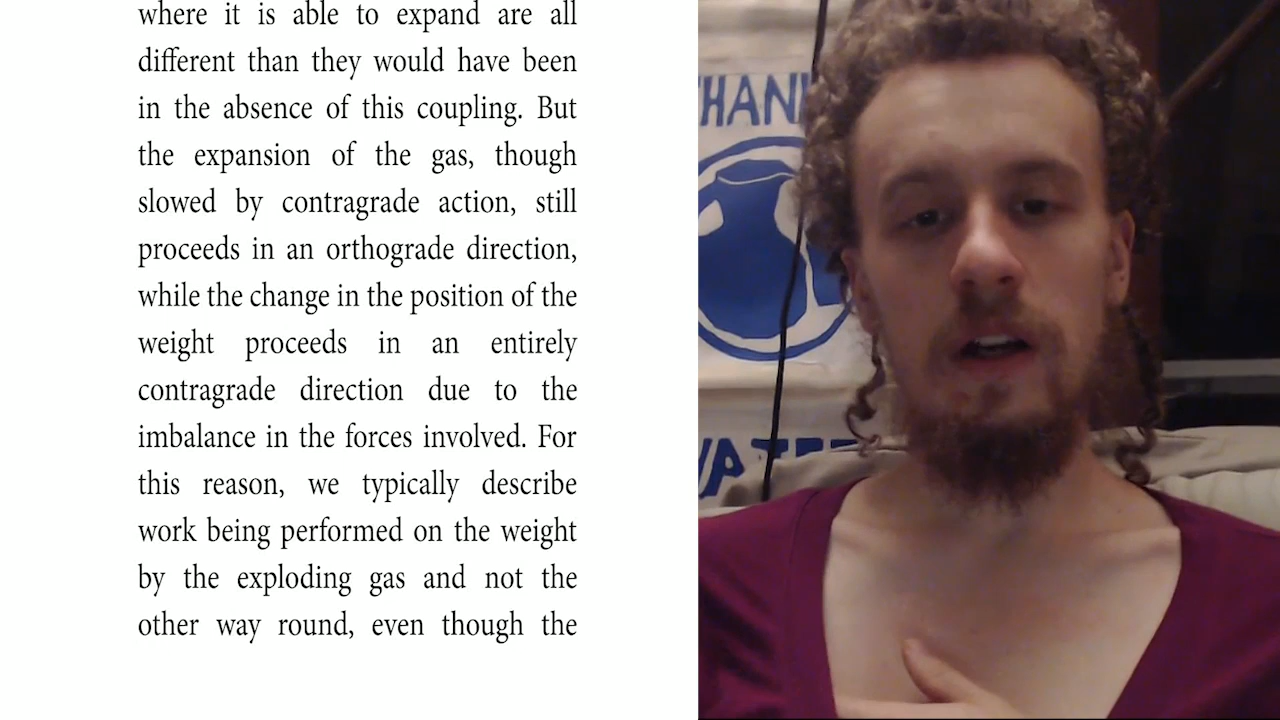 where it is able to expand are all
different than they would have been
in the absence of this coupling. But
the expansion of the gas, though
slowed by contragrade action, still
proceeds in an orthograde direction,
while the change in the position of the
weight proceeds in an entirely
contragrade direction due to the
imbalance in the forces involved. For
this reason, we typically describe
work being performed on the weight
by the exploding gas and not the
other way round, even though the